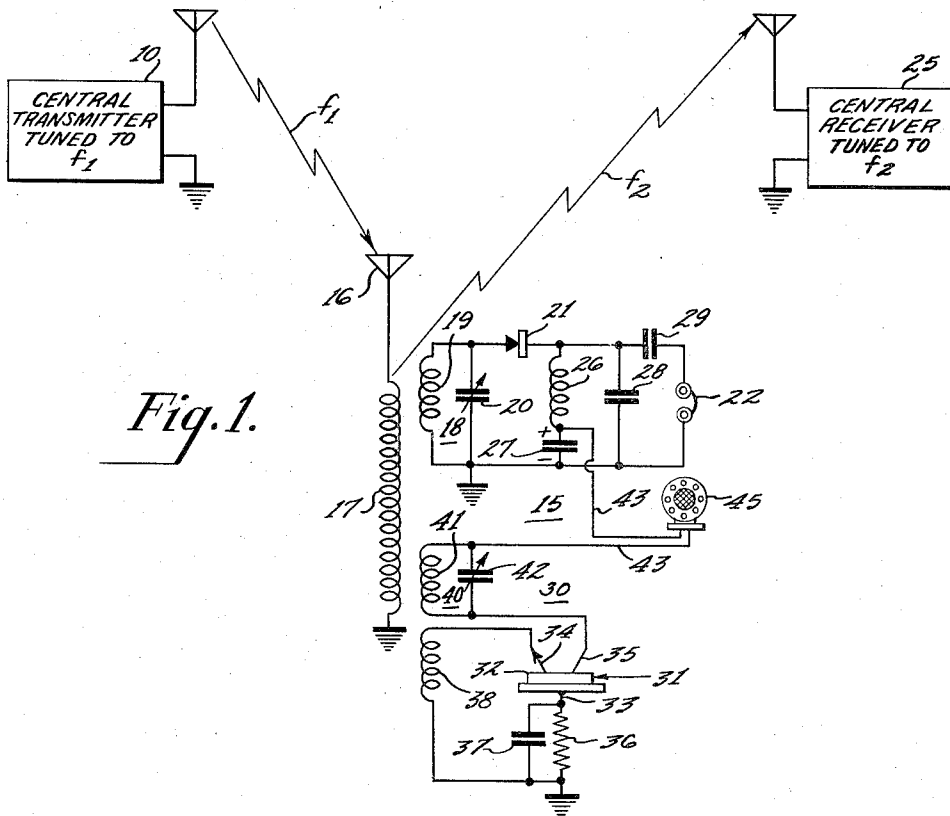 10
CENTRAL
TRANSMITTER
TUNED TO
f1
25
CENTRAL
RECEIVER
TUNED TO
f2
f1
f2
16
Fig.1.
17
19
18
20
21
26
27
+
-
28
29
22
15
43
45
43
41
40
42
30
34
35
32
31
33
38
37
36